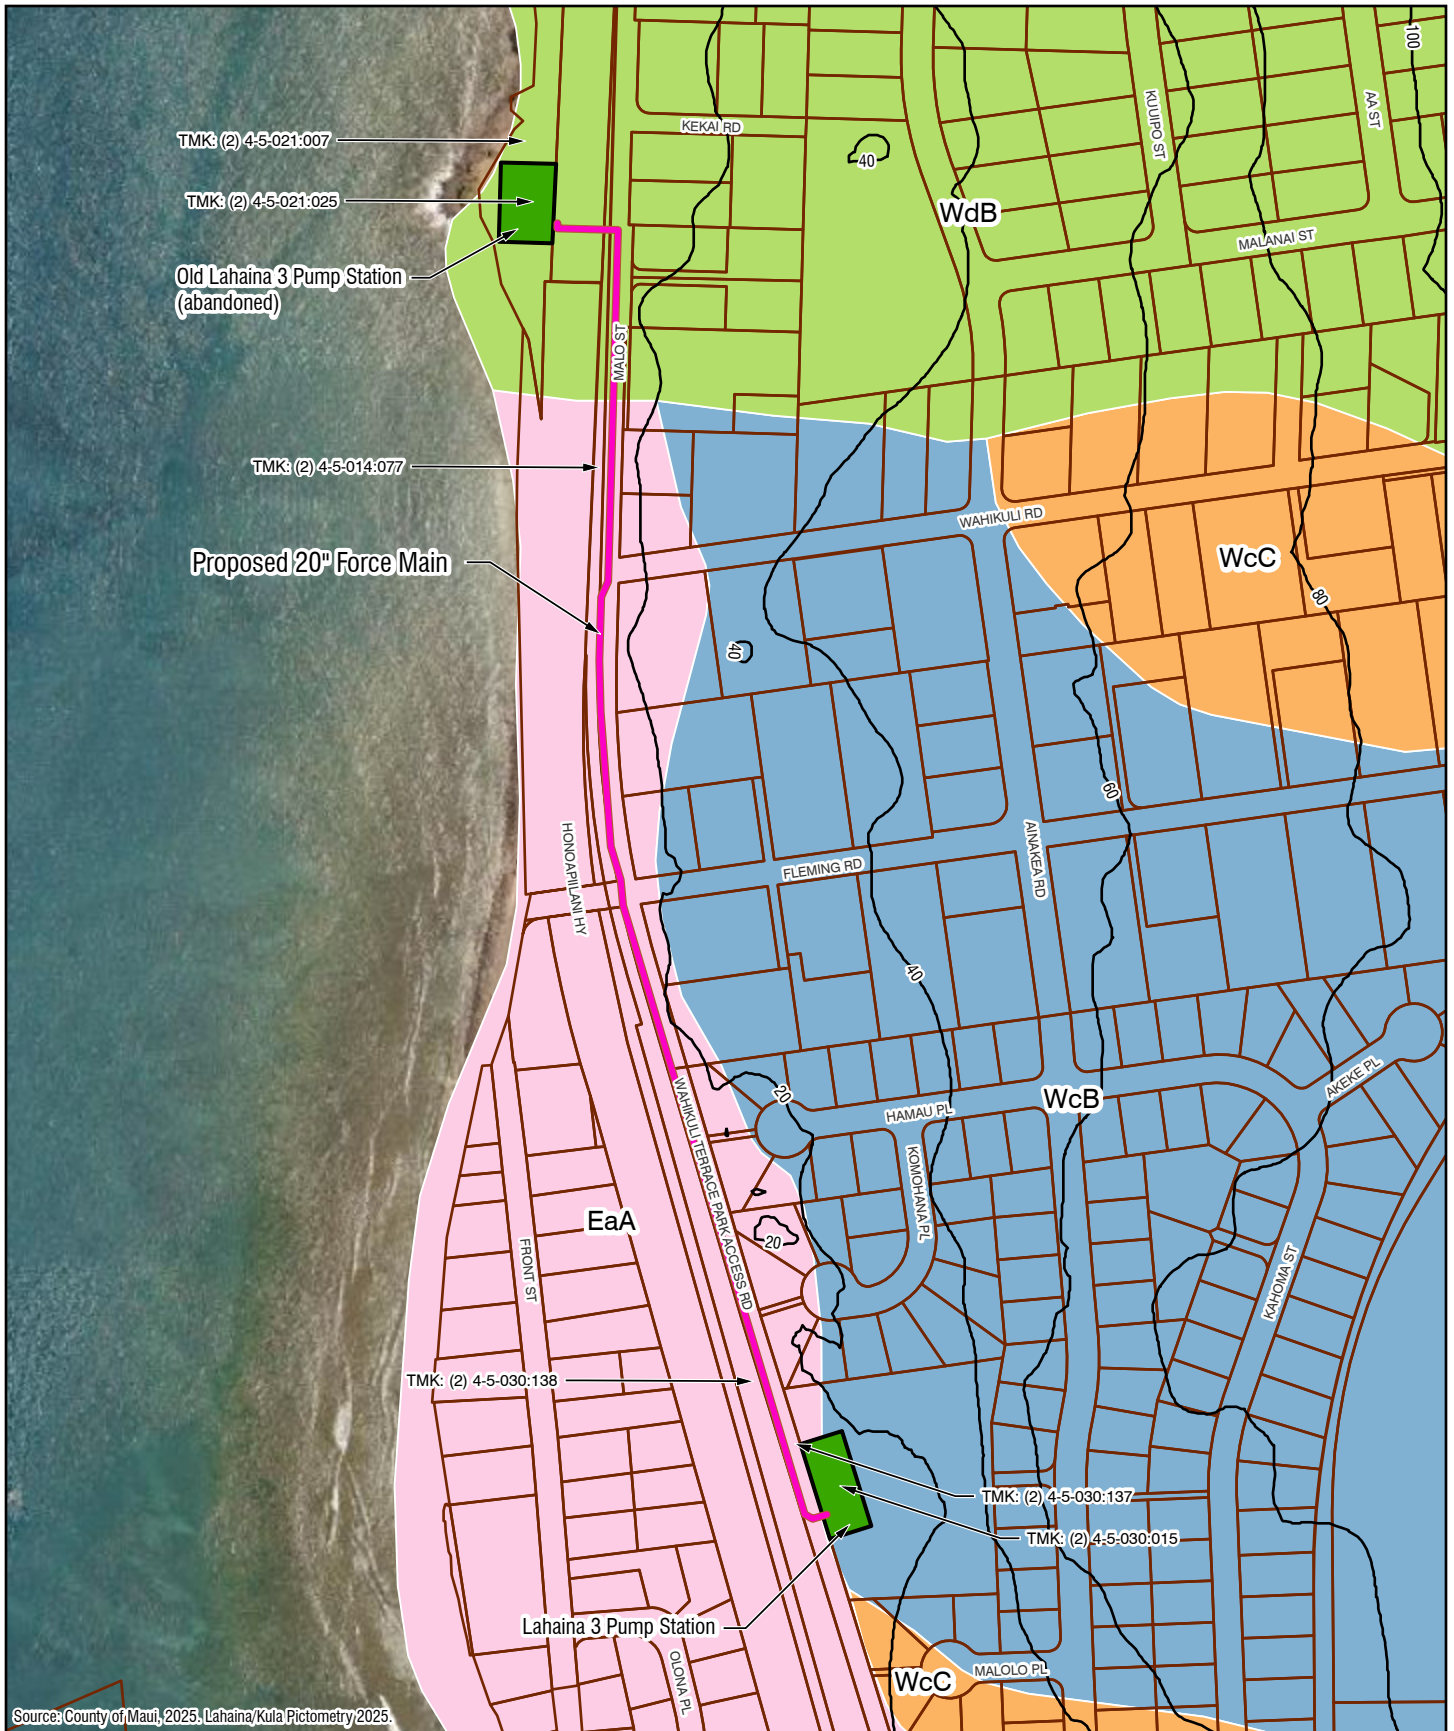 100
KEKAI RD
KUUIPO ST
AA ST
TMK: (2) 4-5-021:007
40
TMK: (2) 4-5-021:025
WdB
MALANAI ST
Old Lahaina 3 Pump Station
(abandoned)
MALO ST
TMK: (2) 4-5-014:077
WAHIKULI RD
Proposed 20" Force Main
WcC
80
40
60
HONOAPIILANI HY
AINAKEA RD
FLEMING RD
40
20
AKEKE PL
WcB
HAMAU PL
WAHIKULI TERRACE PARK ACCESS RD
KOMOHANA PL
EaA
20
FRONT ST
KAHOMA ST
TMK: (2) 4-5-030:138
TMK: (2) 4-5-030:137
TMK: (2) 4-5-030:015
Lahaina 3 Pump Station
OLONA PL
MALOLO PL
WcC
Source: County of Maui, 2025. Lahaina/Kula Pictometry 2025.